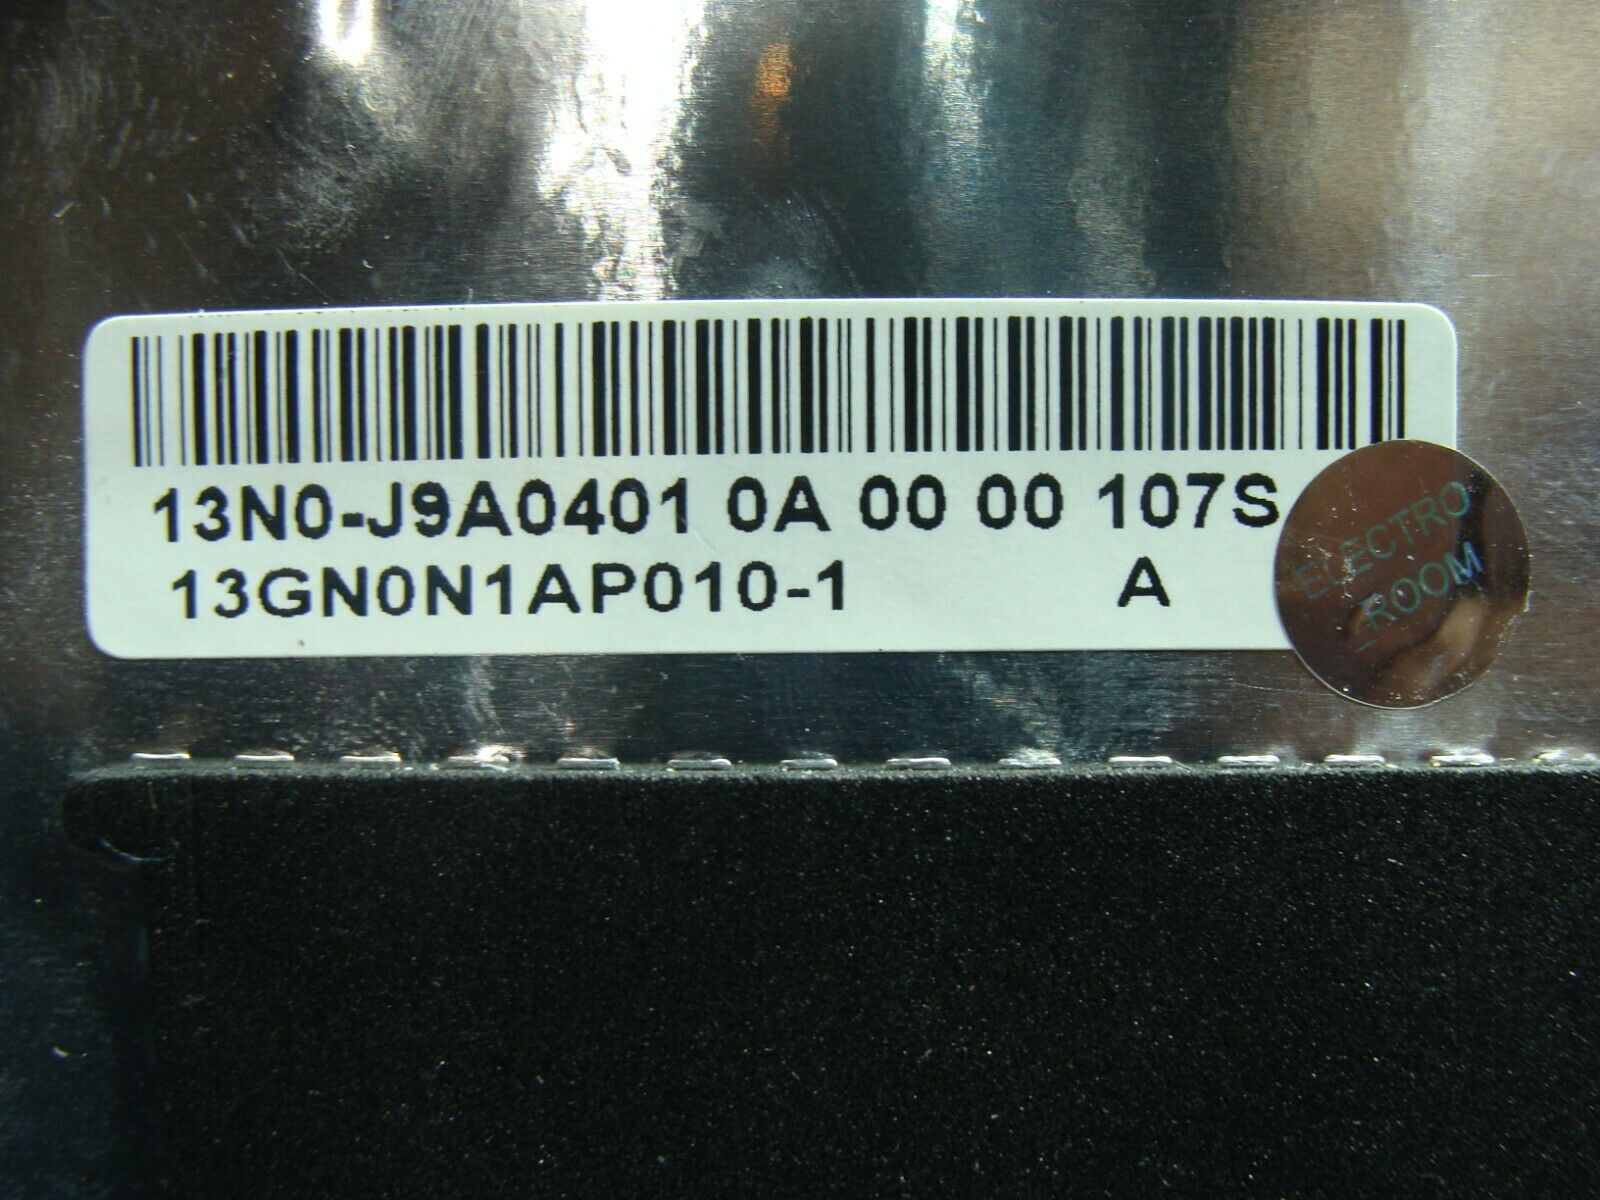 13N0-J9A0401 0A 00 00 107S
13GN0N1AP010-1 A
ELECTRO
ROOM